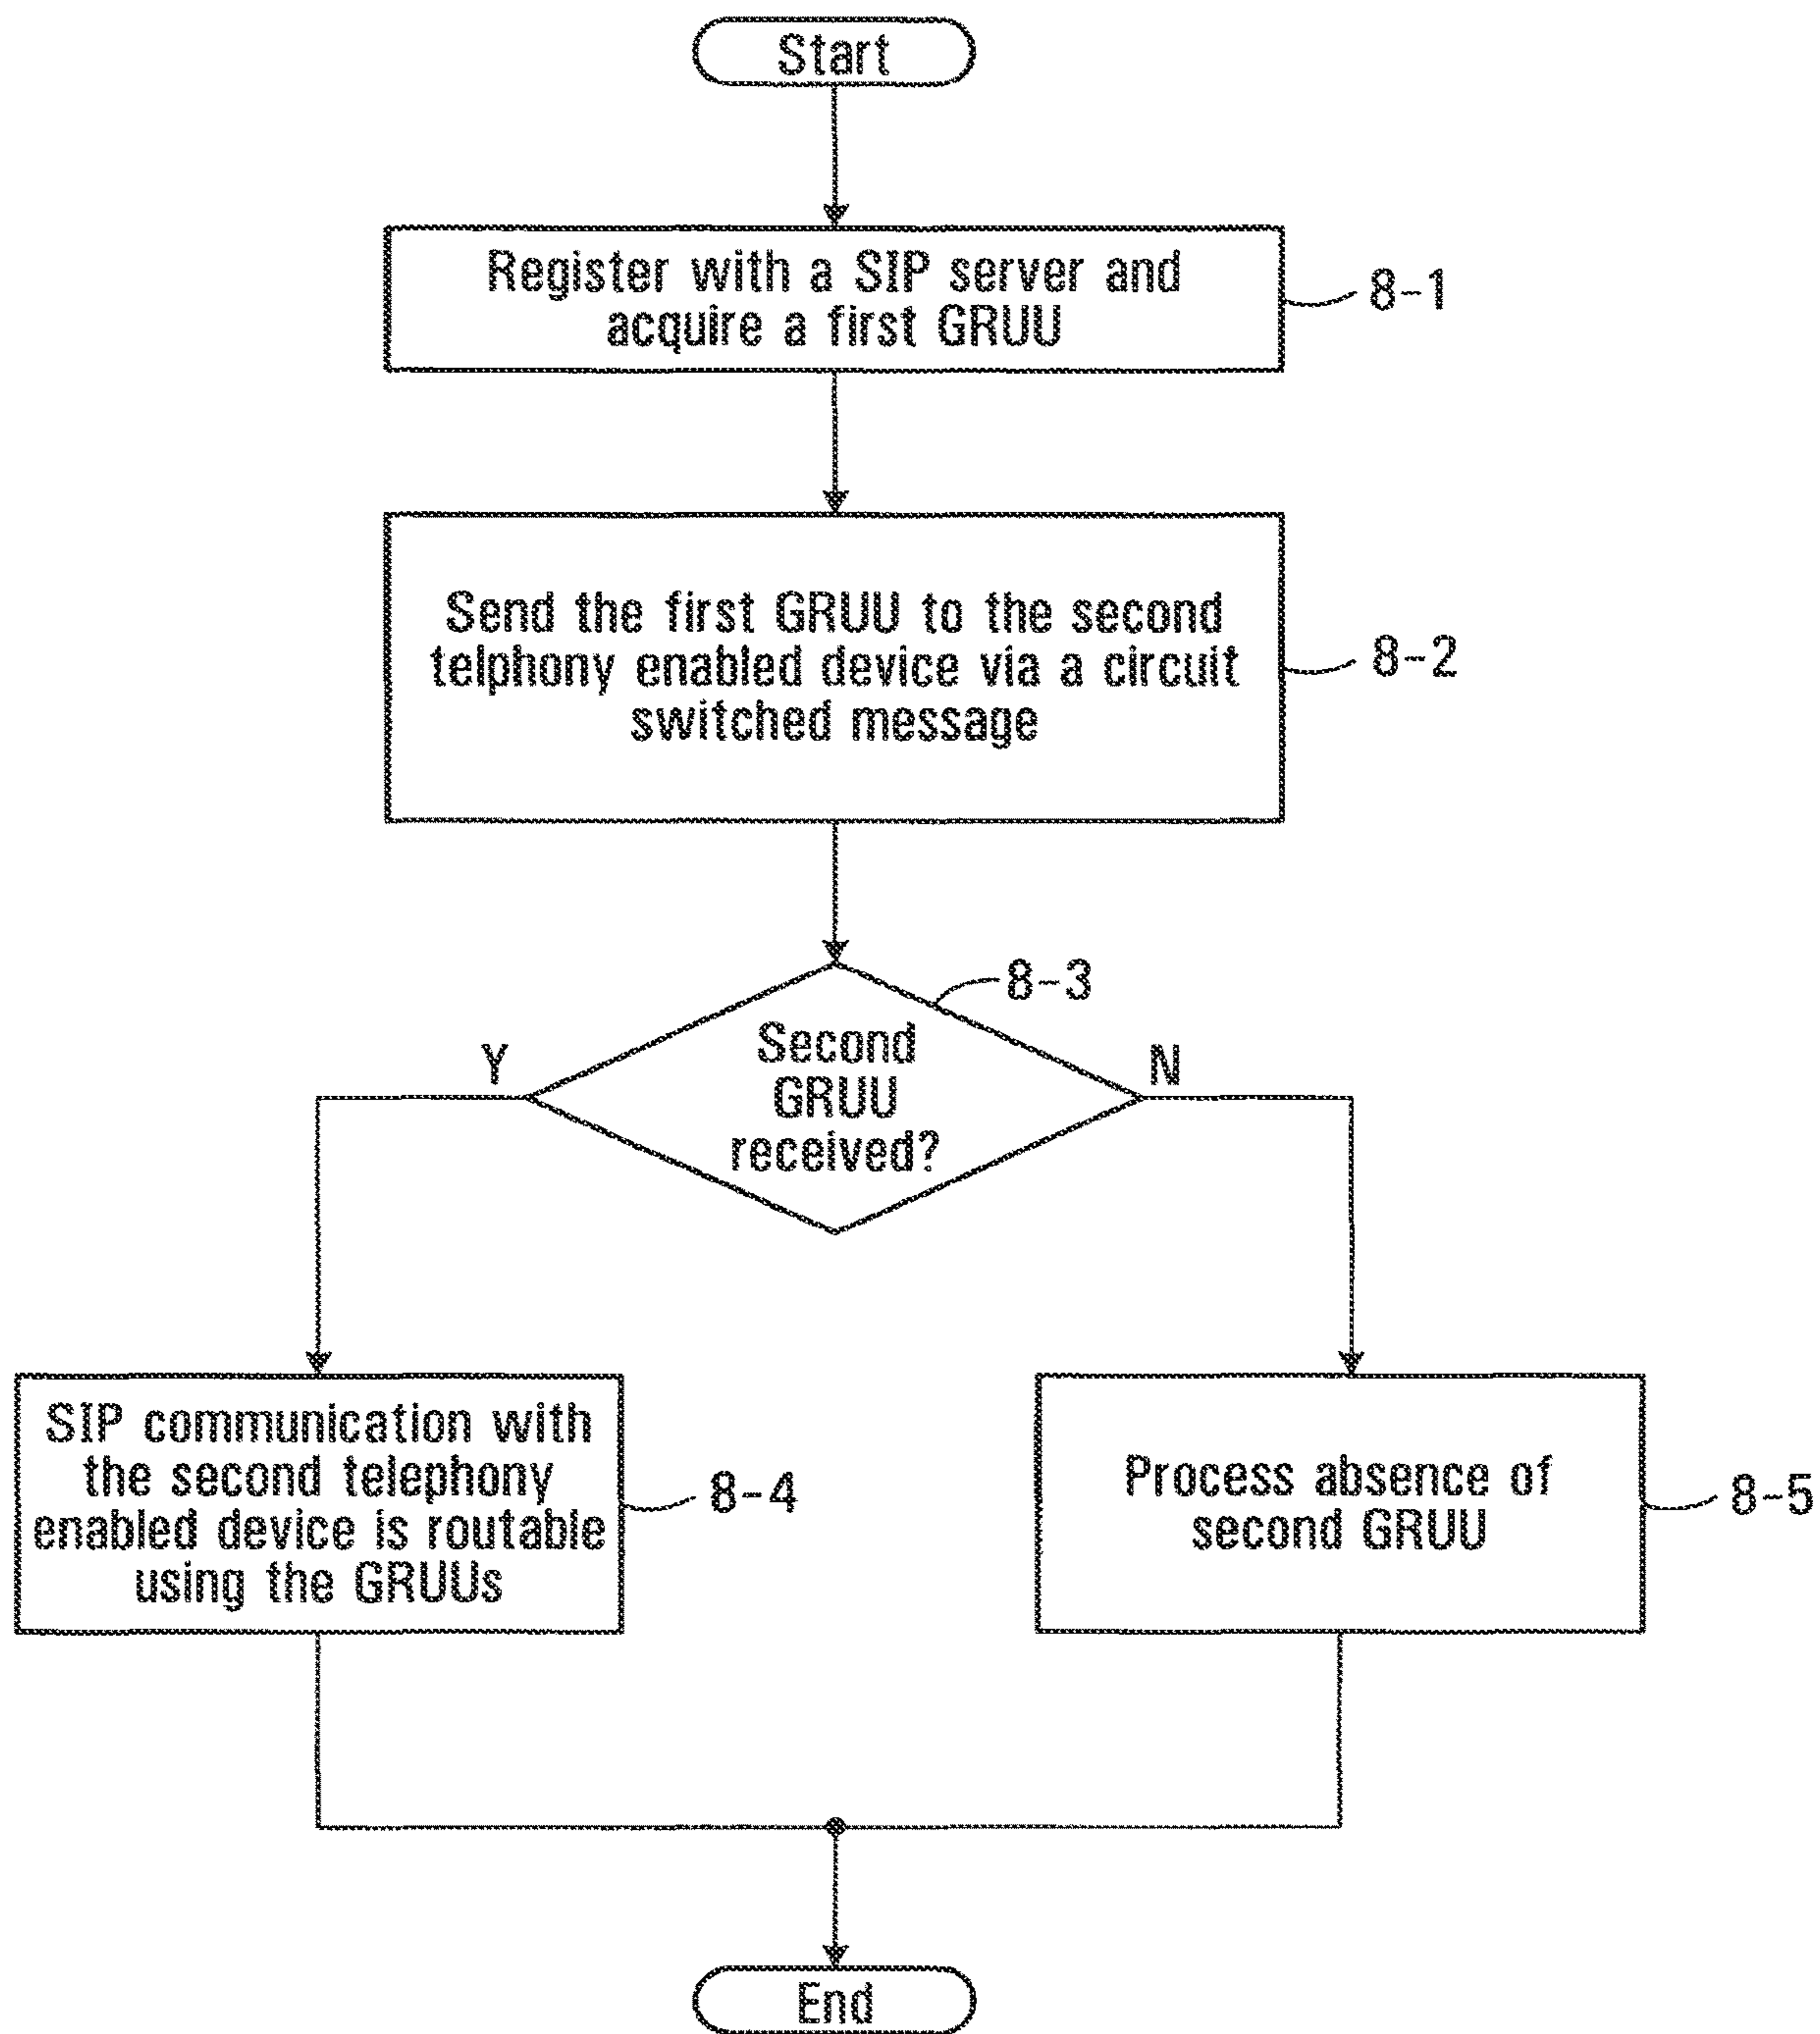 Start
Register with a SIP server and
acquire a first GRUU
8-1
Send the first GRUU to the second
telphony enabled device via a circuit
switched message
8-2
8-3
Second
GRUU
received?
Y
N
SIP communication with
the second telephony
enabled device is routable
using the GRUUs
8-4
Process absence of
second GRUU
8-5
End